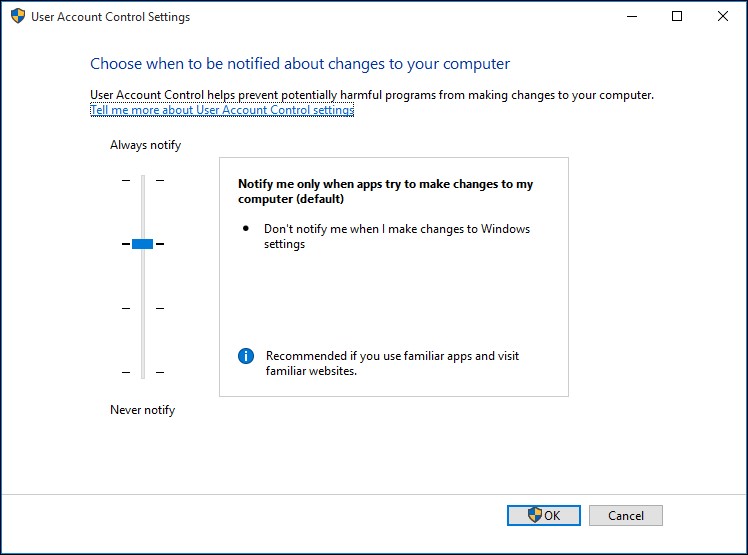 User Account Control Settings
Choose when to be notified about changes to your computer
User Account Control helps prevent potentially harmful programs from making changes to your computer.
Tell me more about User Account Control settings
Always notify
Notify me only when apps try to make changes to my
computer (default)
• Don't notify me when I make changes to Windows
settings
Recommended if you use familiar apps and visit
familiar websites.
Never notify
OK
Cancel